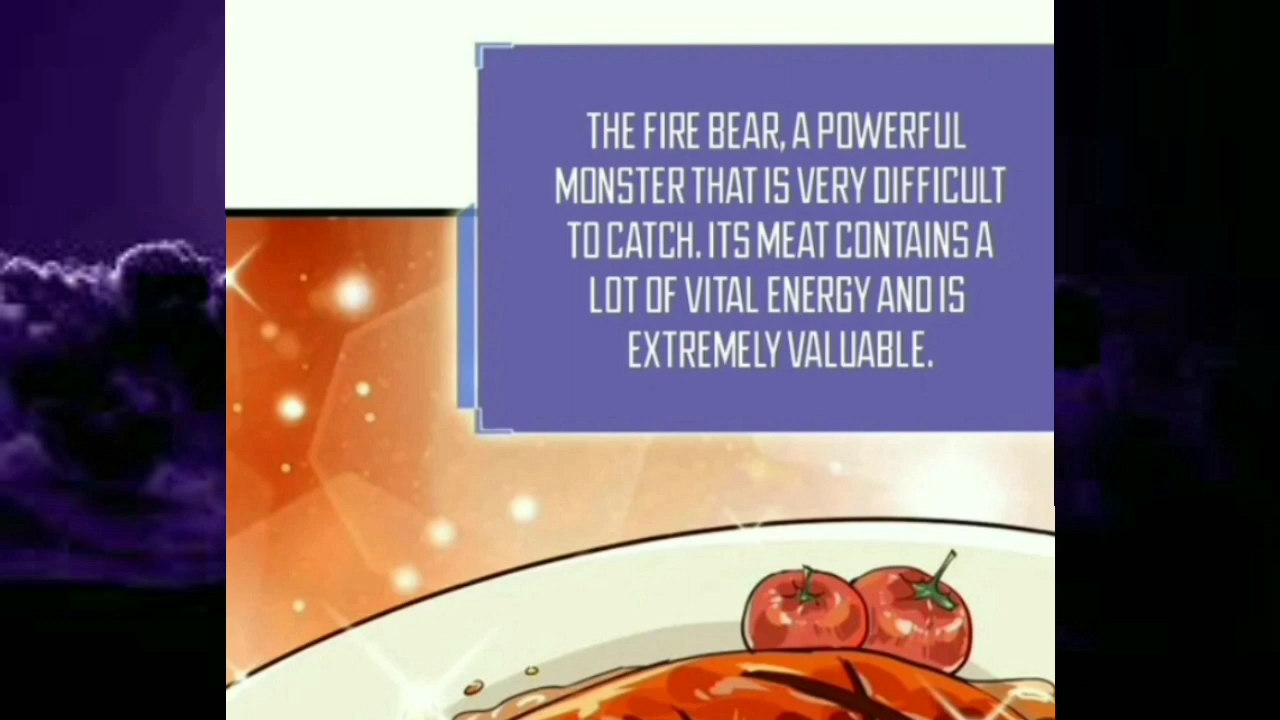 THE FIRE BEAR, A POWERFUL
MONSTER THAT IS VERY DIFFICULT
TO CATCH. ITS MEAT CONTAINS A
LOT OF VITAL ENERGY AND IS
EXTREMELY VALUABLE.